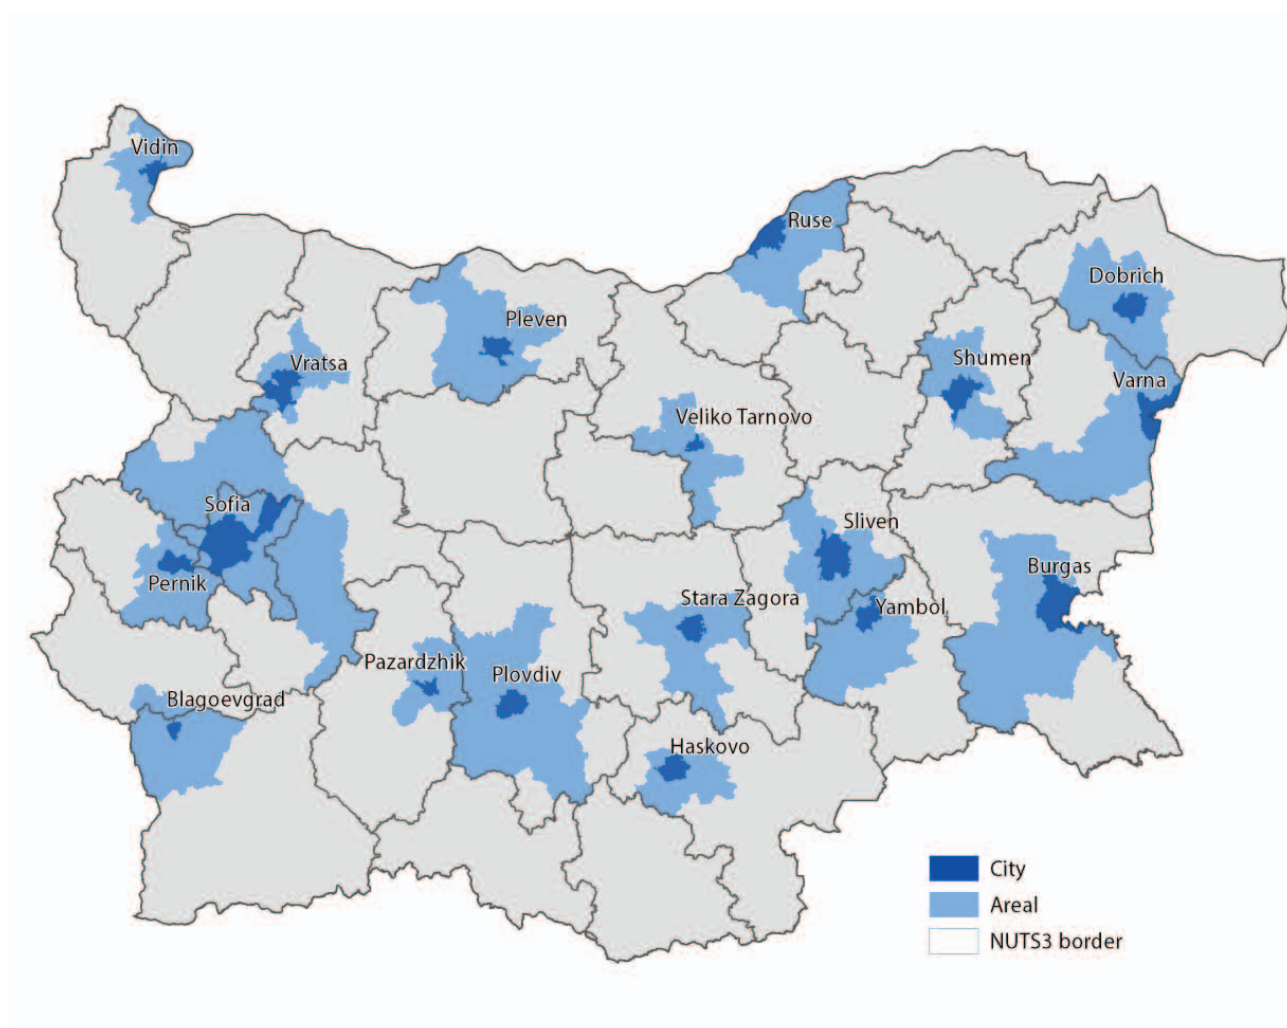 Vidin
Ruse
Dobrich
Pleven
Vratsa
Shumen
Varna
Veliko Tarnovo
Sofia
Sliven
Pernik
Burgas
Stara Zagora
Yambol
Pazardzhik
Plovdiv
Blagoevgrad
Haskovo
City
Areal
NUTS3 border